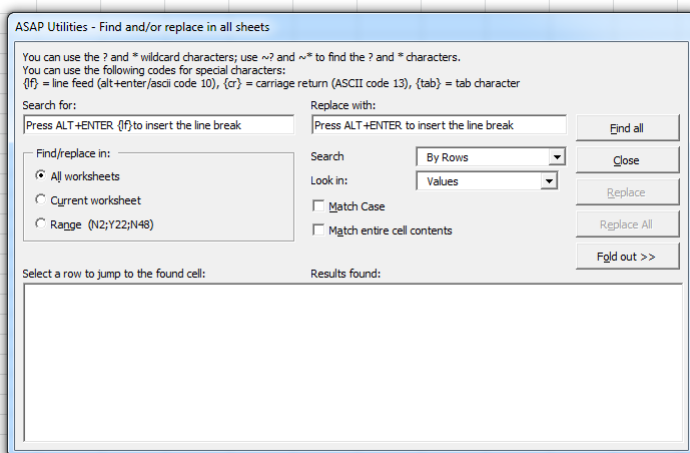 ASAP Utilities - Find and/or replace in all sheets
You can use the ? and * wildcard characters; use ~? and ~* to find the ? and * characters.
You can use the following codes for special characters:
{lf} = line feed (alt+enter/ascii code 10), {cr} = carriage return (ASCII code 13), {tab} = tab character
Search for:
Replace with:
Press ALT+ENTER {lf}to insert the line break
Press ALT+ENTER to insert the line break
Find all
Find/replace in:
Search
By Rows
Close
All worksheets
Look in:
Values
Replace
Current worksheet
Match Case
Range (N2;Y22;N48)
Match entire cell contents
Replace All
Fold out >>
Select a row to jump to the found cell:
Results found: